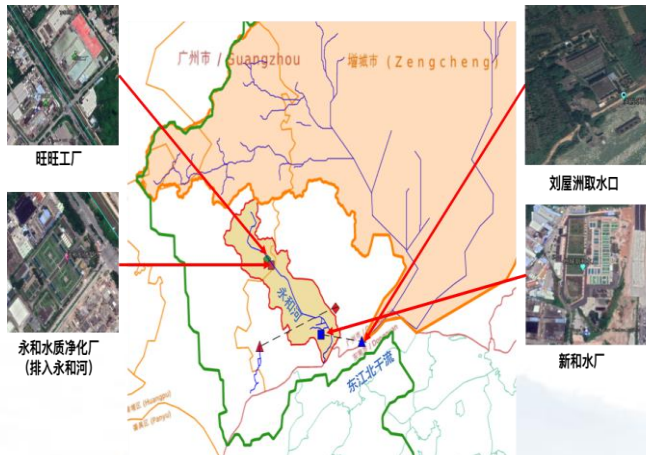 广州市 / Guangzhou
增城市 (Zengcheng)
旺旺工厂
刘屋洲取水口
永和河
永和水质净化厂
(排入永和河)
新和水厂
东江北干流